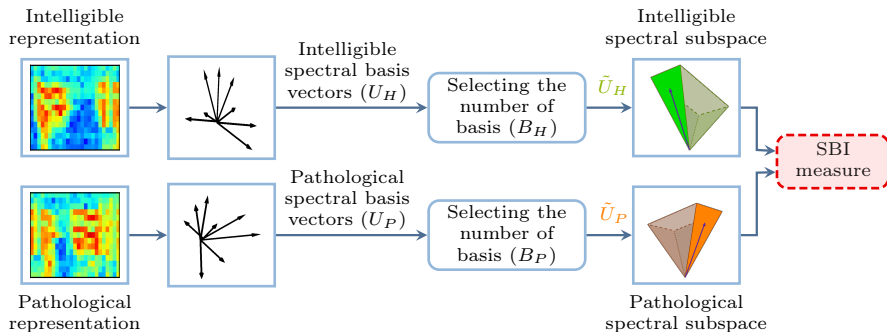 Intelligible
representation
Intelligible
spectral basis
vectors (U_H)
Selecting the
number of
basis (B_H)
Ũ_H
Intelligible
spectral subspace
SBI
measure
Pathological
spectral basis
vectors (U_P)
Selecting the
number of
basis (B_P)
Ũ_P
Pathological
representation
Pathological
spectral subspace